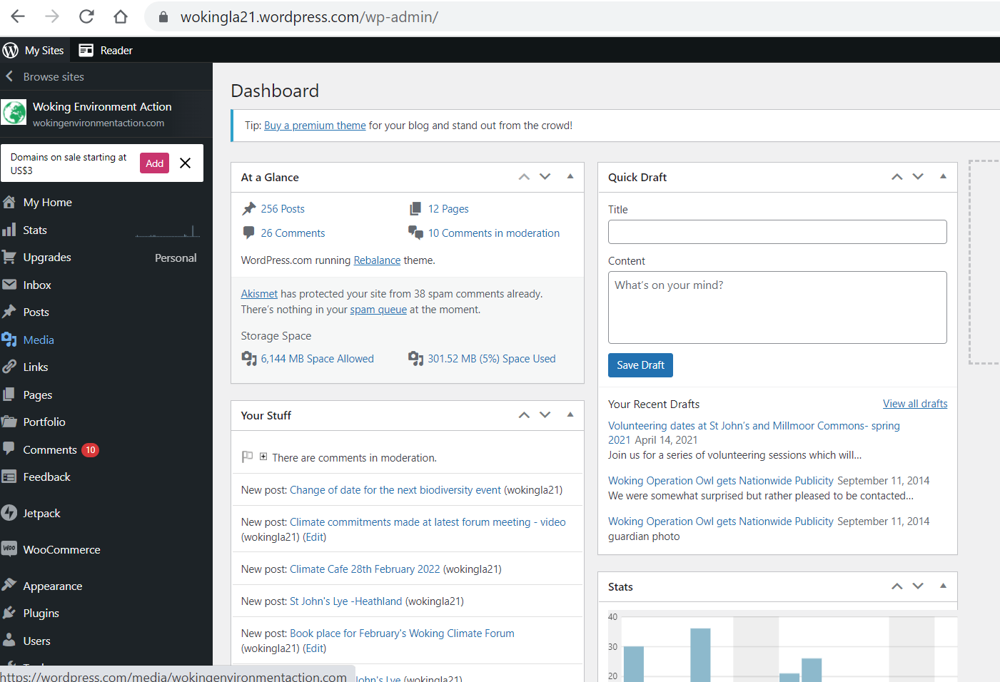 wokingla21.wordpress.com/wp-admin/
My Sites
Reader
Browse sites
Woking Environment Action
wokingenvironmentaction.com
Domains on sale starting at
US$3
Add
My Home
Stats
Upgrades
Personal
Inbox
Posts
Media
Links
Pages
Portfolio
Comments 10
Feedback
Jetpack
WooCommerce
Appearance
Plugins
Users
https://wordpress.com/media/wokingenvironmentaction.com
Dashboard
Tip: Buy a premium theme for your blog and stand out from the crowd!
At a Glance
256 Posts
12 Pages
26 Comments
10 Comments in moderation
WordPress.com running Rebalance theme.
Akismet has protected your site from 38 spam comments already.
There's nothing in your spam queue at the moment.
Storage Space
6,144 MB Space Allowed
301.52 MB (5%) Space Used
Your Stuff
There are comments in moderation.
New post: Change of date for the next biodiversity event (wokingla21)
New post: Climate commitments made at latest forum meeting - video
(wokingla21) (Edit)
New post: Climate Cafe 28th February 2022 (wokingla21)
New post: St John's Lye -Heathland (wokingla21)
New post: Book place for February's Woking Climate Forum
(wokingla21) (Edit)
John's Lye (wokingla21)
Quick Draft
Title
Content
What's on your mind?
Save Draft
Your Recent Drafts
View all drafts
Volunteering dates at St John's and Millmoor Commons- spring
2021 April 14, 2021
Join us for a series of volunteering sessions which will…
Woking Operation Owl gets Nationwide Publicity September 11, 2014
We were somewhat surprised but rather pleased to be contacted…
Woking Operation Owl gets Nationwide Publicity September 11, 2014
guardian photo
Stats
40
30
20